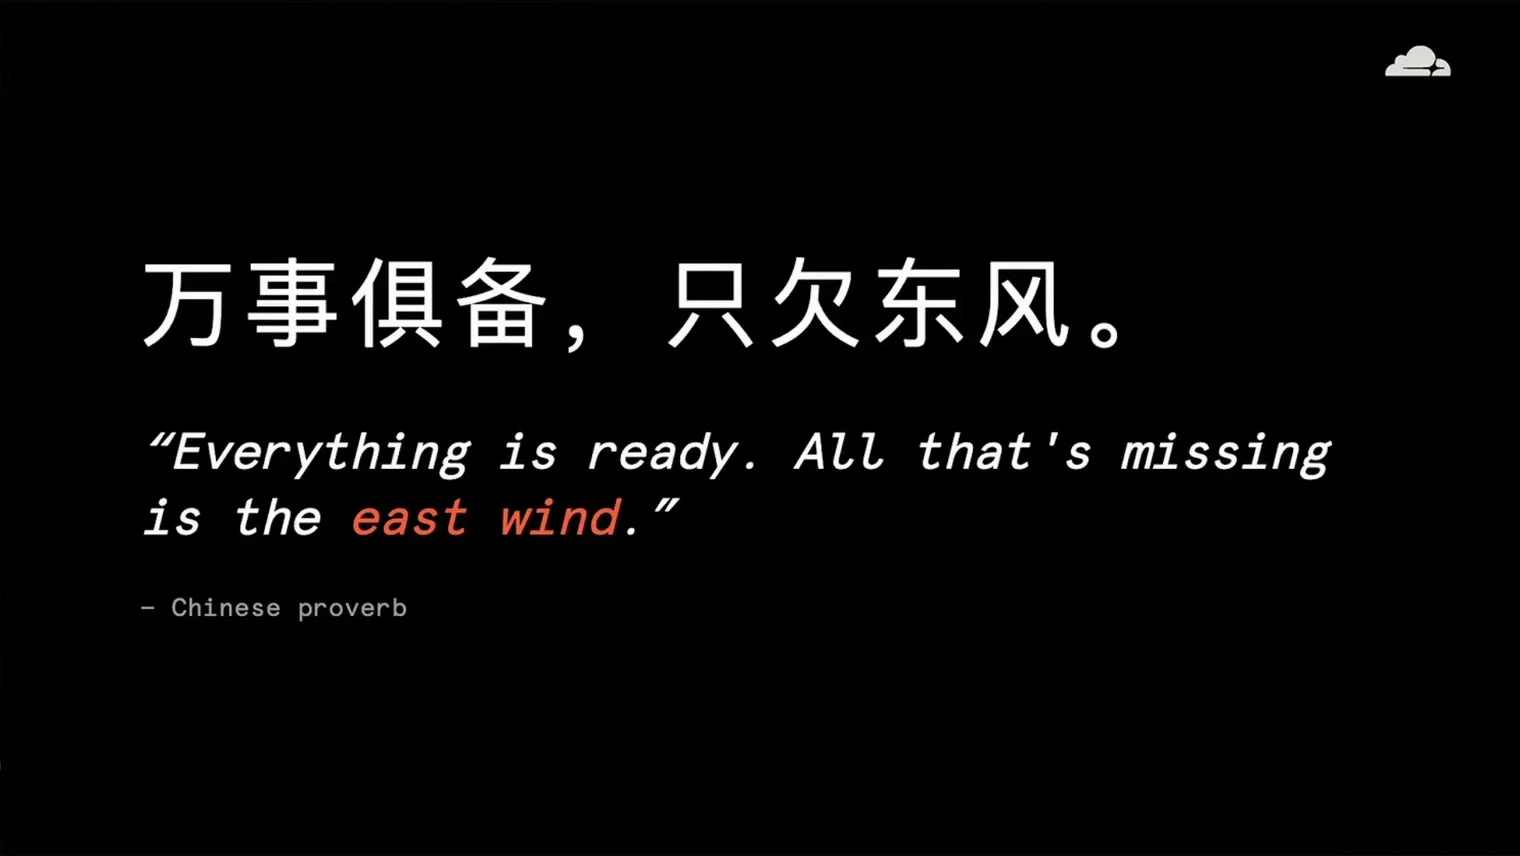 万事俱备，只欠东风。
“Everything is ready. All that's missing
is the east wind.”
– Chinese proverb